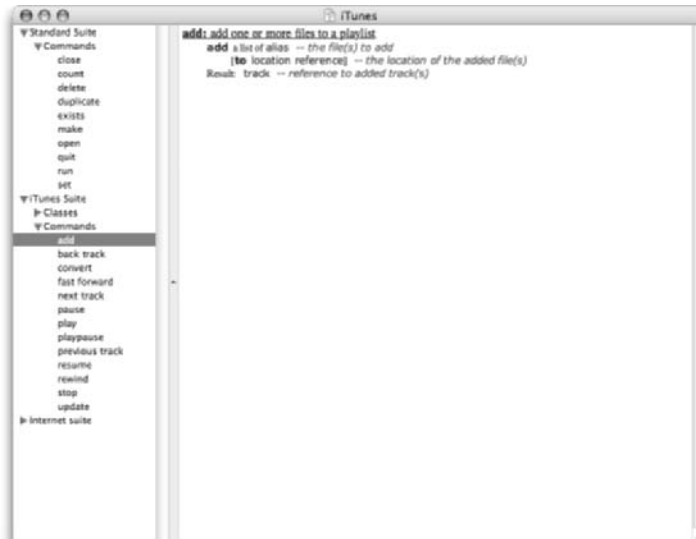 iTunes
Standard Suite
Commands
close
count
delete
duplicate
exists
make
open
quit
run
set
iTunes Suite
Classes
Commands
add
back track
convert
fast forward
next track
pause
play
playpause
previous track
resume
rewind
stop
update
Internet suite
add: add one or more files to a playlist
add a list of alias -- the file(s) to add
[to location reference] -- the location of the added file(s)
Result: track -- reference to added track(s)